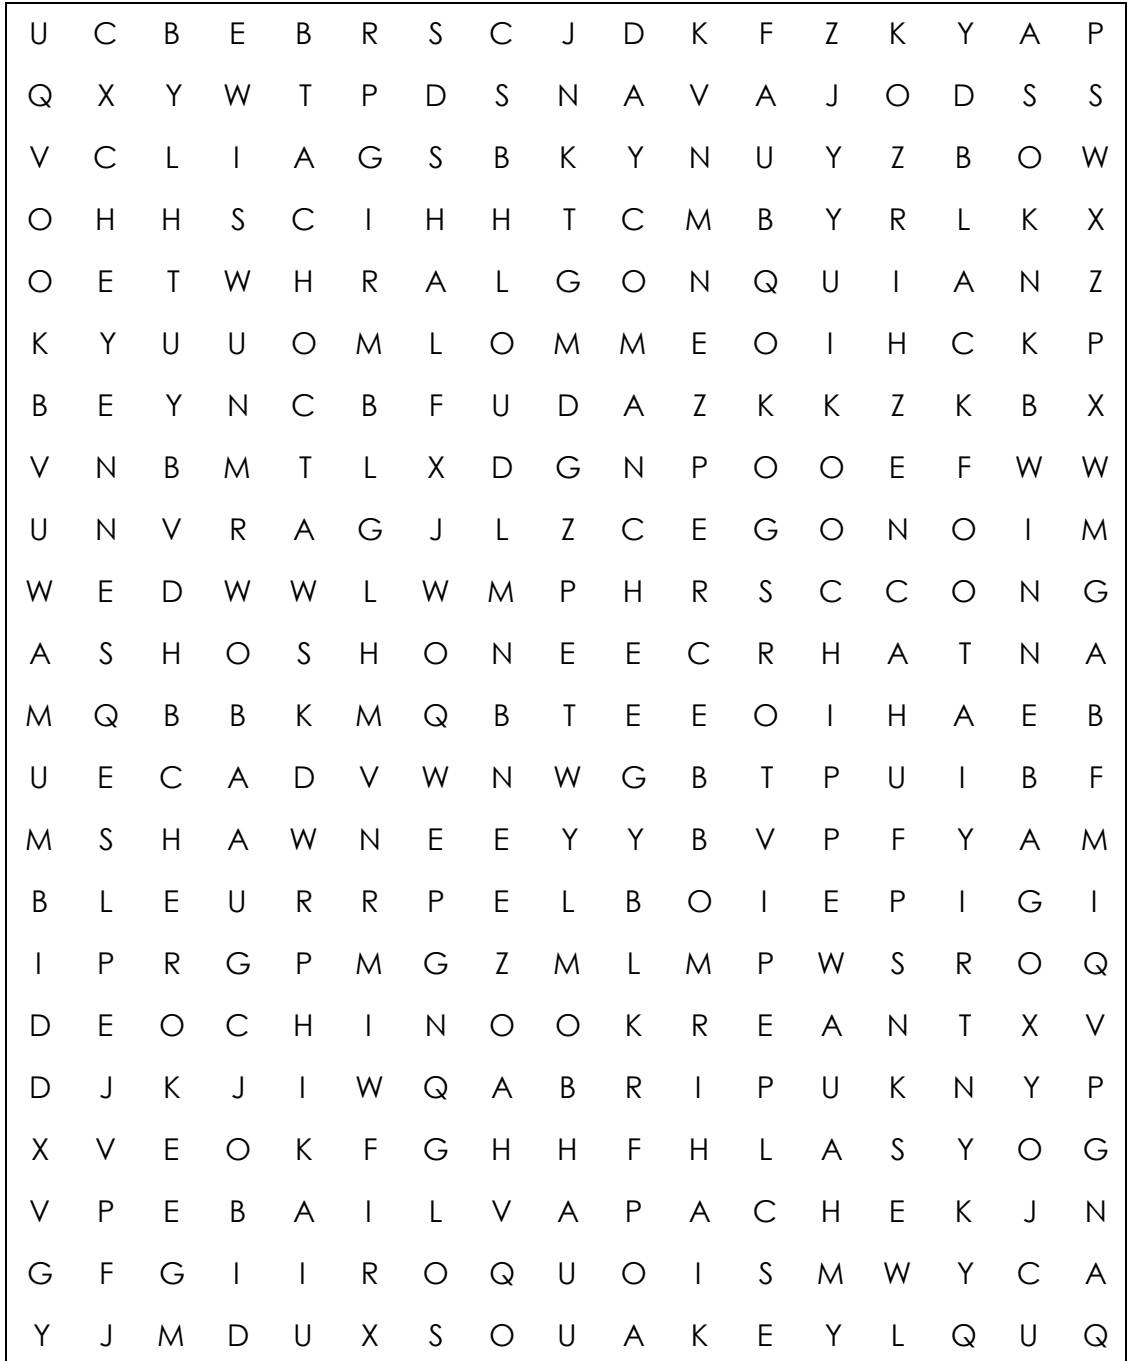 U C B E B R S C J D K F Z K Y A P
Q X Y W T P D S N A V A J O D S S
V C L I A G S B K Y N U Y Z B O W
O H H S C I H H T C M B Y R L K X
O E T W H R A L G O N Q U I A N Z
K Y U U O M L O M M E O I H C K P
B E Y N C B F U D A Z K K Z K B X
V N B M T L X D G N P O O E F W W
U N V R A G J L Z C E G O N O I M
W E D W W L W M P H R S C C O N G
A S H O S H O N E E C R H A T N A
M Q B B K M Q B T E E O I H A E B
U E C A D V W N W G B T P U I B F
M S H A W N E E Y Y B V P F Y A M
B L E U R R P E L B O I E P I G I
I P R G P M G Z M L M P W S R O Q
D E O C H I N O O K R E A N T X V
D J K J I W Q A B R I P U K N Y P
X V E O K F G H H F H L A S Y O G
V P E B A I L V A P A C H E K J N
G F G I I R O Q U O I S M W Y C A
Y J M D U X S O U A K E Y L Q U Q